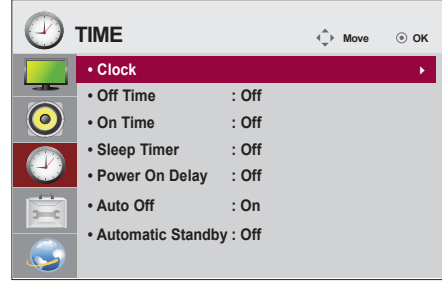 TIME
Move
OK
• Clock
• Off Time : Off
• On Time : Off
• Sleep Timer : Off
• Power On Delay : Off
• Auto Off : On
• Automatic Standby : Off